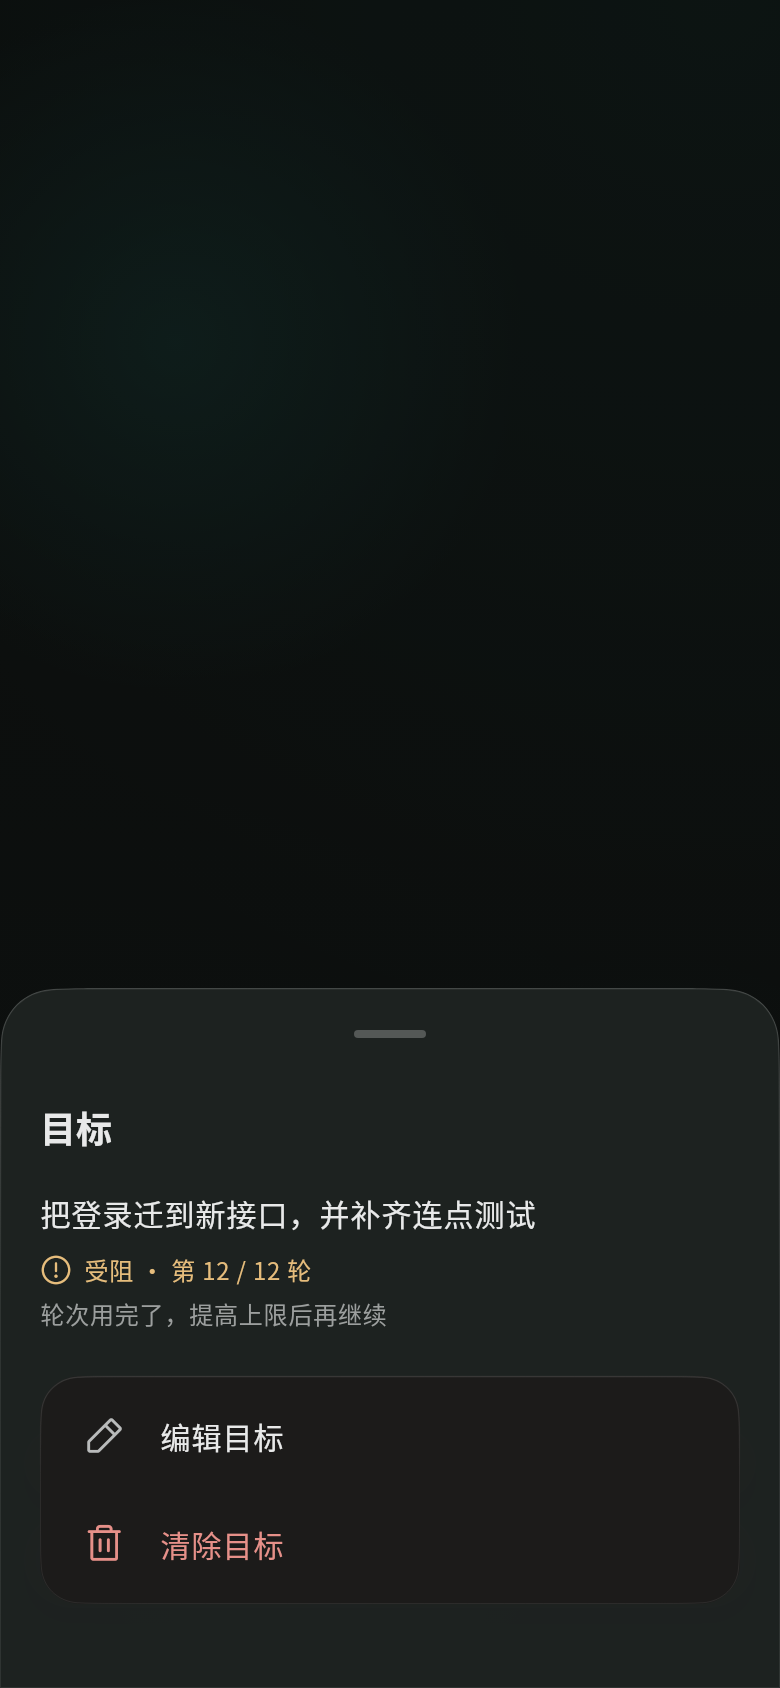 目标
把登录迁到新接口，并补齐连点测试
受阻 · 第 12 / 12 轮
轮次用完了，提高上限后再继续
编辑目标
清除目标